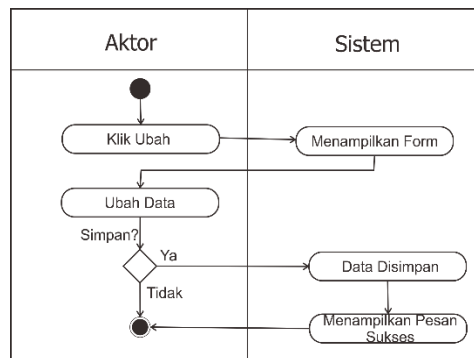 Aktor
Sistem
Klik Ubah
Menampilkan Form
Ubah Data
Simpan?
Ya
Data Disimpan
Tidak
Menampilkan Pesan
Sukses